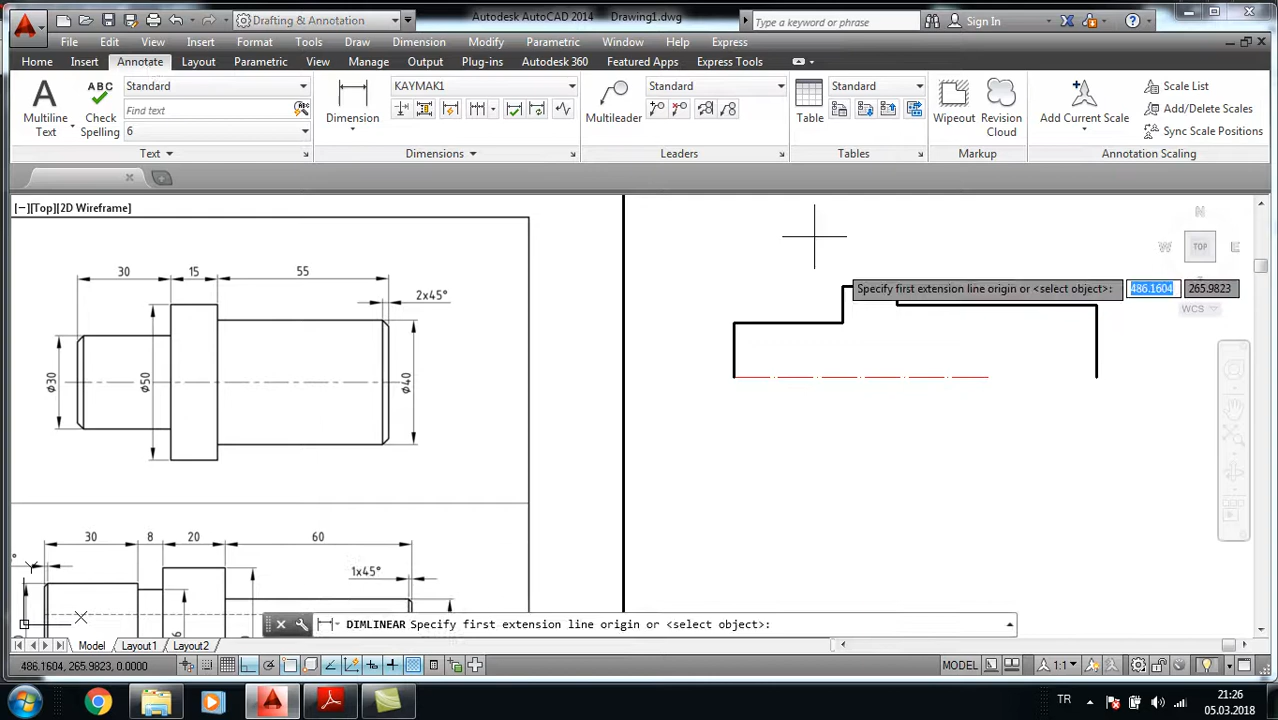 Drafting & Annotation
Autodesk AutoCAD 2014 Drawing1.dwg
Type a keyword or phrase
Sign In
File Edit View Insert Format Tools Draw Dimension Modify Parametric Window Help Express
Home Insert Annotate Layout Parametric View Manage Output Plug-ins Autodesk 360 Featured Apps Express Tools
A
Multiline Text
ABC
Check Spelling
Standard
Find text
6
Text
Dimension
KAYMAK1
Dimensions
Multileader
Standard
Leaders
Table
Standard
Tables
Wipeout
Revision Cloud
Markup
Add Current Scale
Scale List
Add/Delete Scales
Sync Scale Positions
Annotation Scaling
[−][Top][2D Wireframe]
N
W TOP E
WCS
30 15 55
2x45°
ϕ30 ϕ50 ϕ40
Specify first extension line origin or <select object>: 486.1604 265.9823
30 8 20 60
1x45°
DIMLINEAR Specify first extension line origin or <select object>:
Model Layout1 Layout2
486.1604, 265.9823, 0.0000
MODEL
1:1
TR
21:26
05.03.2018